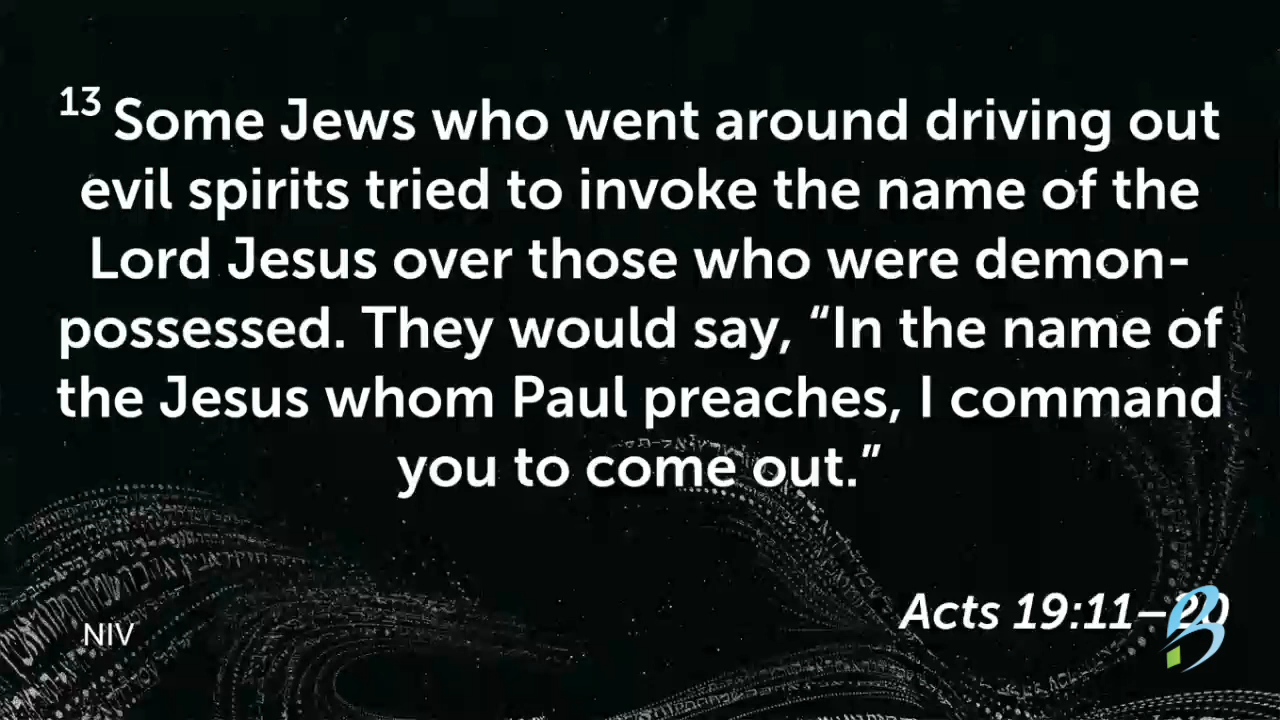 13 Some Jews who went around driving out
evil spirits tried to invoke the name of the
Lord Jesus over those who were demon-
possessed. They would say, “In the name of
the Jesus whom Paul preaches, I command
you to come out.”
Acts 19:11–20
NIV